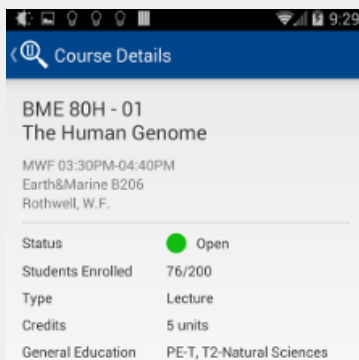 9:29
Course Details
BME 80H - 01
The Human Genome
MWF 03:30PM-04:40PM
Earth&Marine B206
Rothwell, W.F.
Status Open
Students Enrolled 76/200
Type Lecture
Credits 5 units
General Education PE-T, T2-Natural Sciences